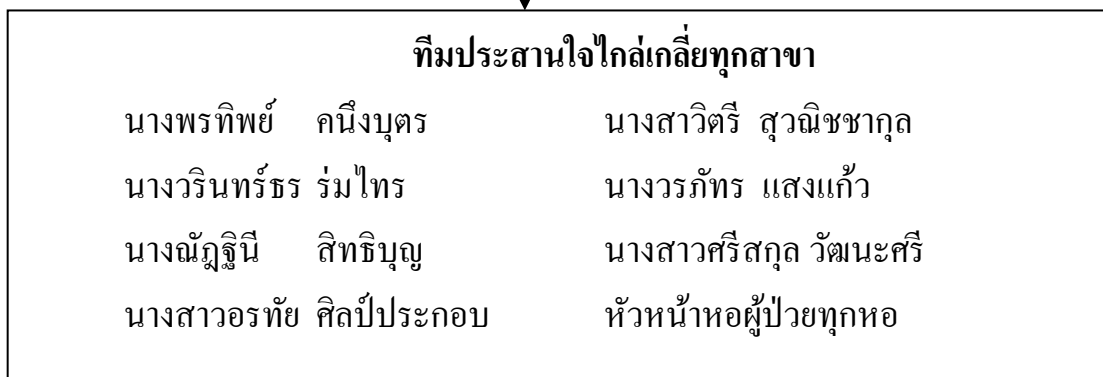 ทีมประสานใจไกล่เกลี่ยทุกสาขา
นางพรทิพย์ คนึงบุตร นางสาวิตรี สุวณิชชากุล
นางวรินทร์ธร ร่มไทร นางวรภัทร แสงแก้ว
นางณัฎฐินี สิทธิบุญ นางสาวศรีสกุล วัฒนะศรี
นางสาวอรทัย ศิลป์ประกอบ หัวหน้าหอผู้ป่วยทุกหอ